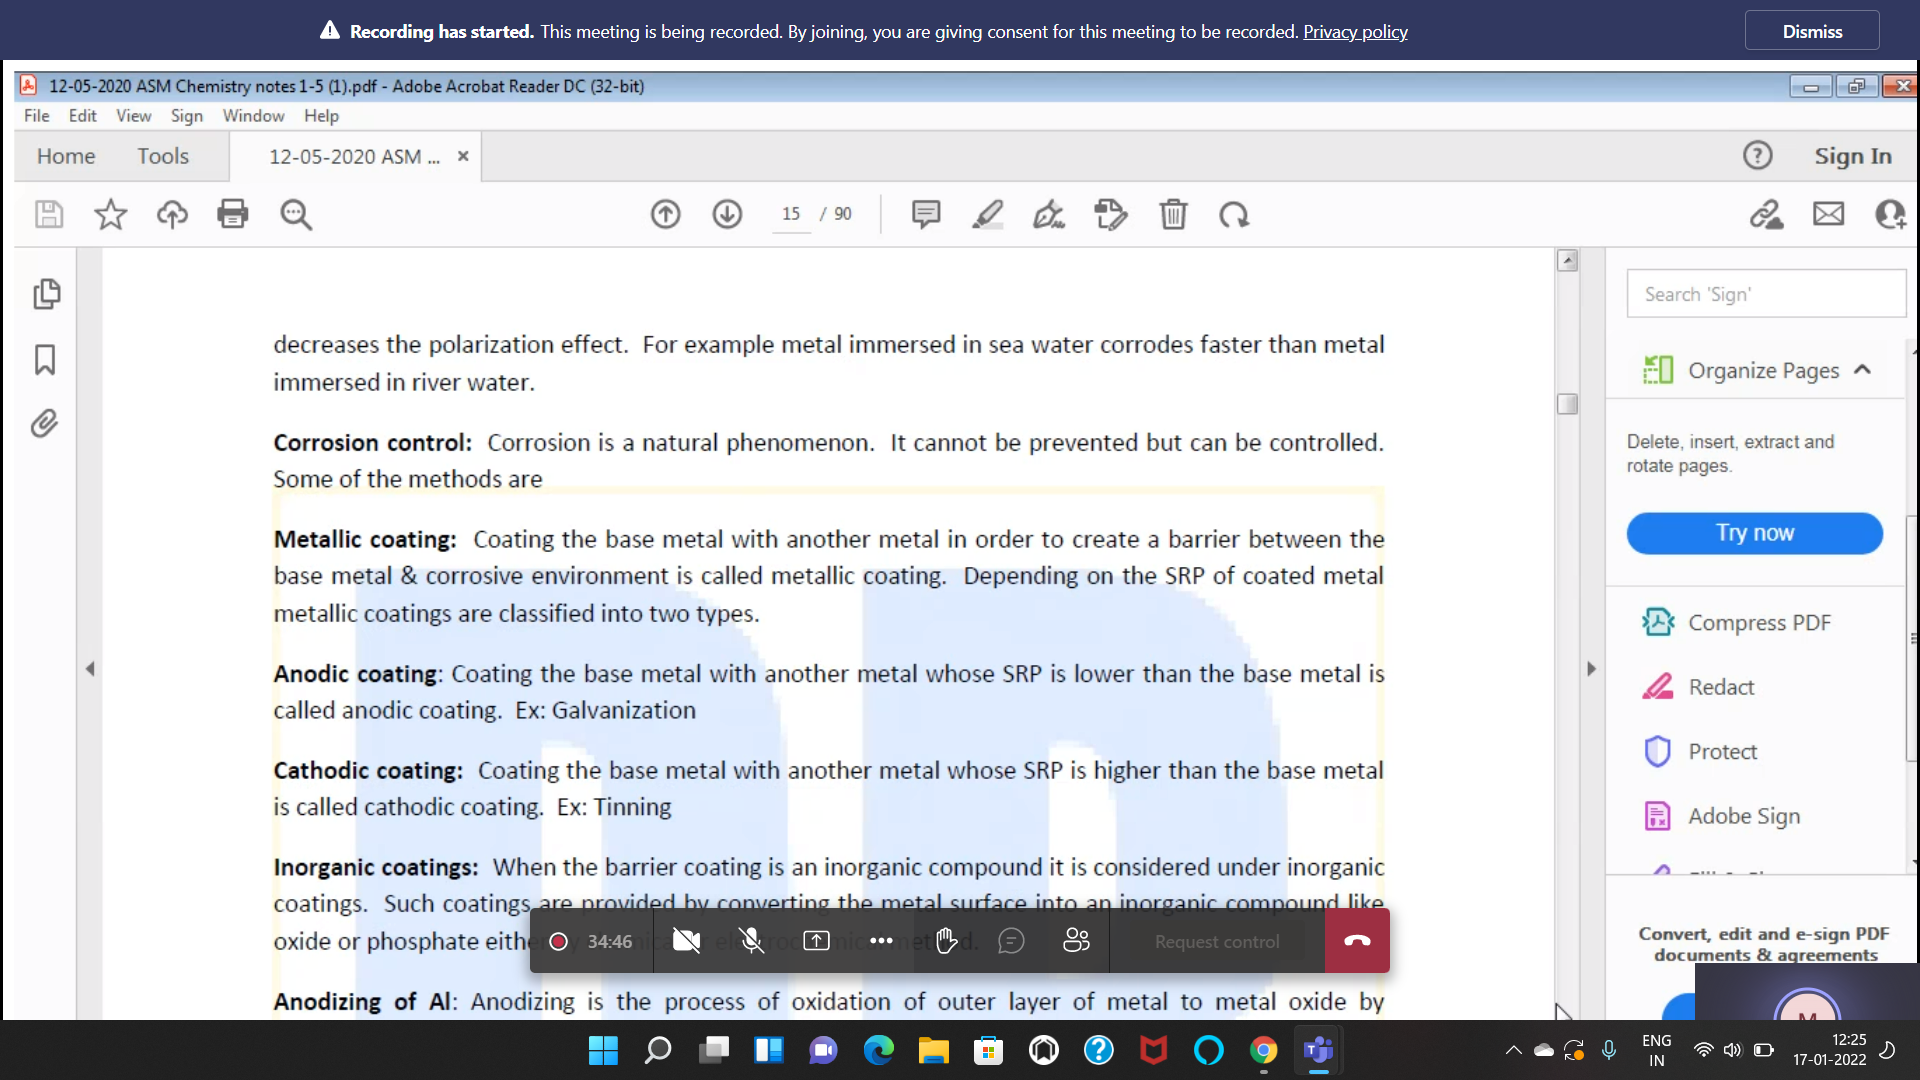 Recording has started. This meeting is being recorded. By joining, you are giving consent for this meeting to be recorded. Privacy policy
Dismiss
12-05-2020 ASM Chemistry notes 1-5 (1).pdf - Adobe Acrobat Reader DC (32-bit)
File Edit View Sign Window Help
Home Tools 12-05-2020 ASM ... × Sign In
15 / 90
Search 'Sign'
decreases the polarization effect. For example metal immersed in sea water corrodes faster than metal
immersed in river water.
Corrosion control: Corrosion is a natural phenomenon. It cannot be prevented but can be controlled.
Some of the methods are
Metallic coating: Coating the base metal with another metal in order to create a barrier between the
base metal & corrosive environment is called metallic coating. Depending on the SRP of coated metal
metallic coatings are classified into two types.
Anodic coating: Coating the base metal with another metal whose SRP is lower than the base metal is
called anodic coating. Ex: Galvanization
Cathodic coating: Coating the base metal with another metal whose SRP is higher than the base metal
is called cathodic coating. Ex: Tinning
Inorganic coatings: When the barrier coating is an inorganic compound it is considered under inorganic
coatings. Such coatings are provided by converting the metal surface into an inorganic compound like
oxide or phosphate either
Anodizing of Al: Anodizing is the process of oxidation of outer layer of metal to metal oxide by
Organize Pages
Delete, insert, extract and
rotate pages.
Try now
Compress PDF
Redact
Protect
Adobe Sign
Convert, edit and e-sign PDF
documents & agreements
34:46
Request control
M
ENG
IN
12:25
17-01-2022